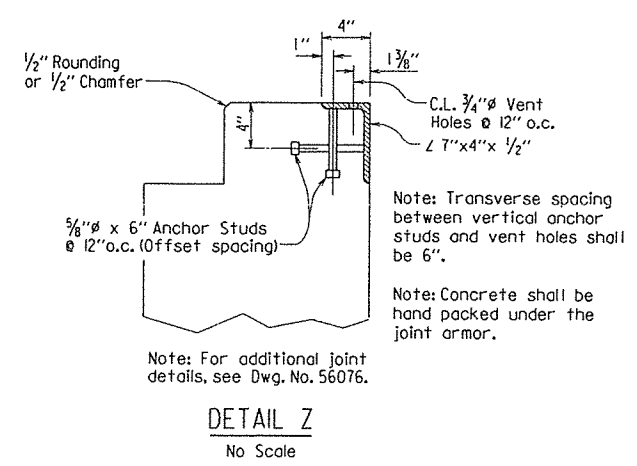 4"
1"
1 3/8"
1/2" Rounding
or 1/2" Chamfer
4"
C.L. 3/4"ø Vent
Holes @ 12" o.c.
∠ 7"x4"x 1/2"
5/8"ø x 6" Anchor Studs
@ 12"o.c. (Offset spacing)
Note: Transverse spacing
between vertical anchor
studs and vent holes shall
be 6".
Note: Concrete shall be
hand packed under the
joint armor.
Note: For additional joint
details, see Dwg. No. 56076.
DETAIL Z
No Scale